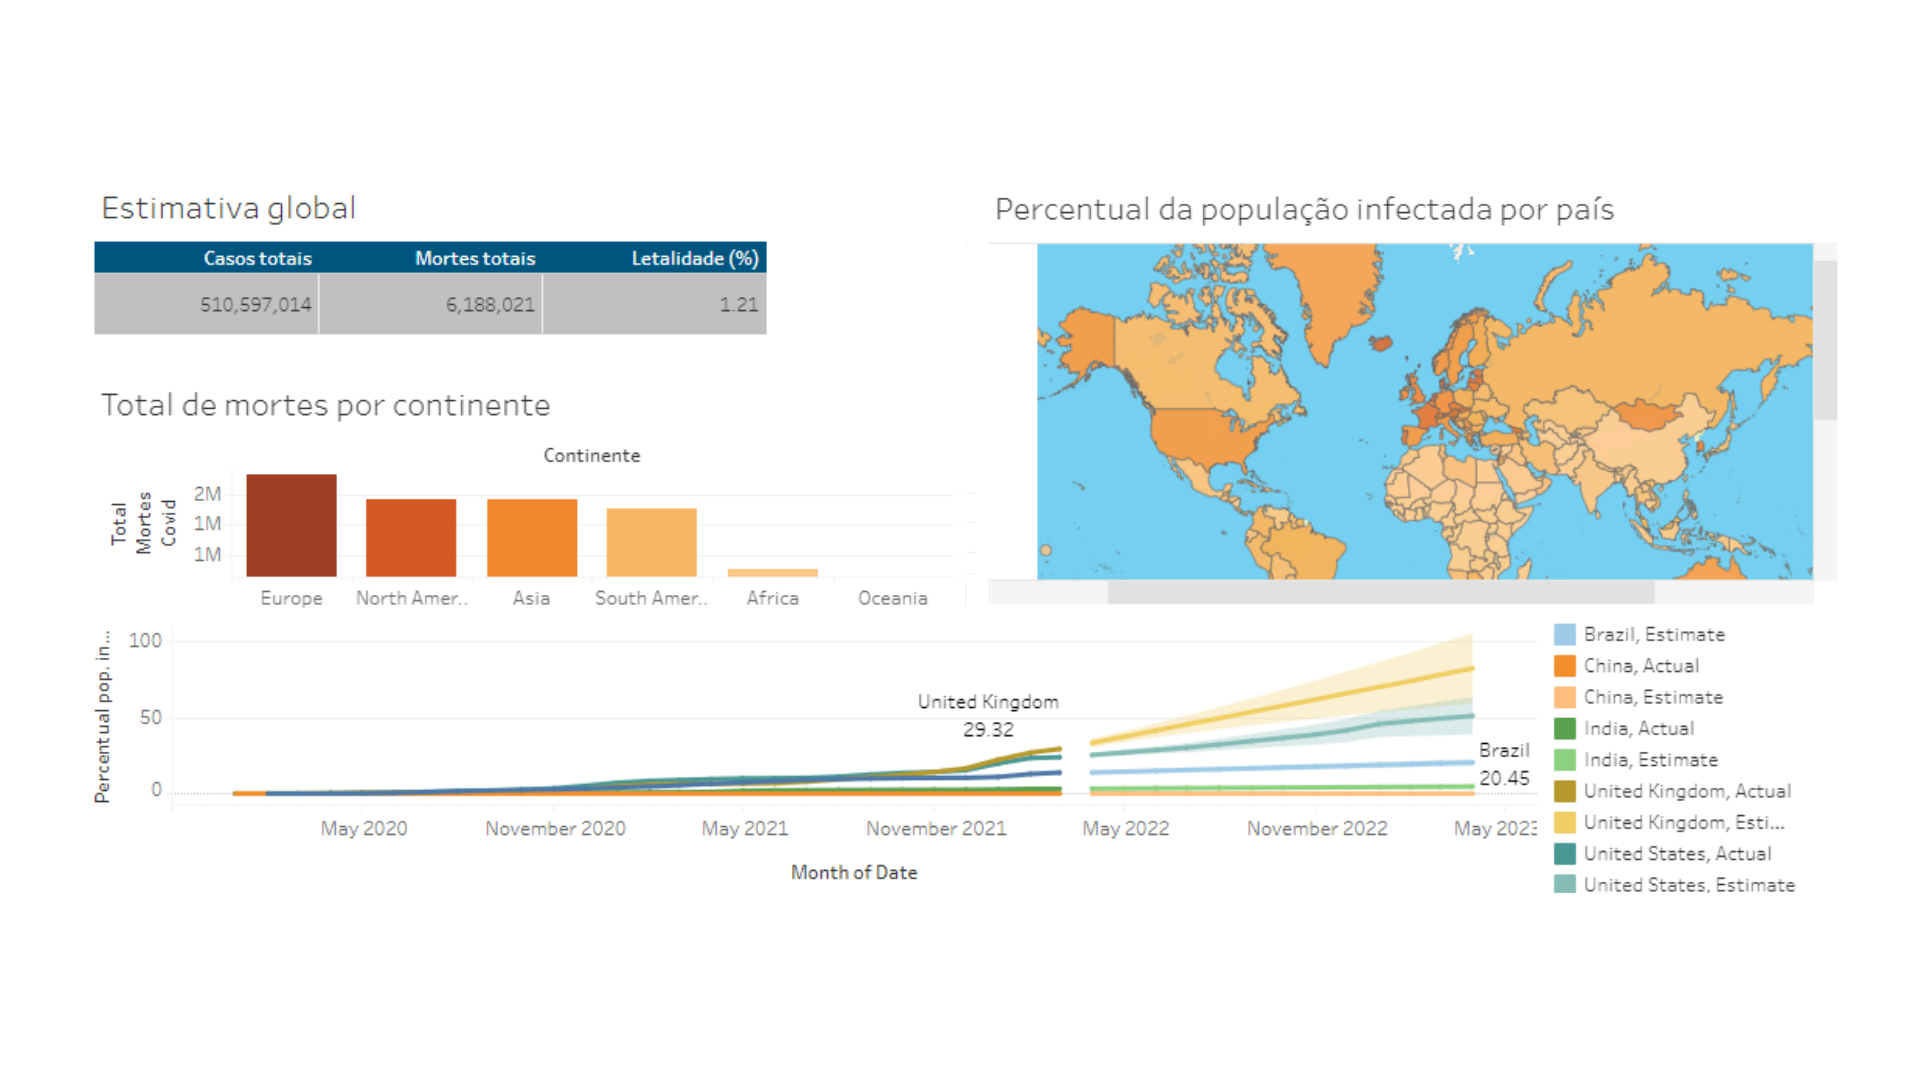 Estimativa global
Casos totais Mortes totais Letalidade (%)
510,597,014 6,188,021 1.21
Total de mortes por continente
Continente
Total
Mortes
Covid
2M
1M
1M
Europe North Amer.. Asia South Amer.. Africa Oceania
Percentual da população infectada por país
Percentual pop. in...
100
50
0
United Kingdom
29.32
Brazil
20.45
May 2020 November 2020 May 2021 November 2021 May 2022 November 2022 May 2023
Month of Date
Brazil, Estimate
China, Actual
China, Estimate
India, Actual
India, Estimate
United Kingdom, Actual
United Kingdom, Esti...
United States, Actual
United States, Estimate